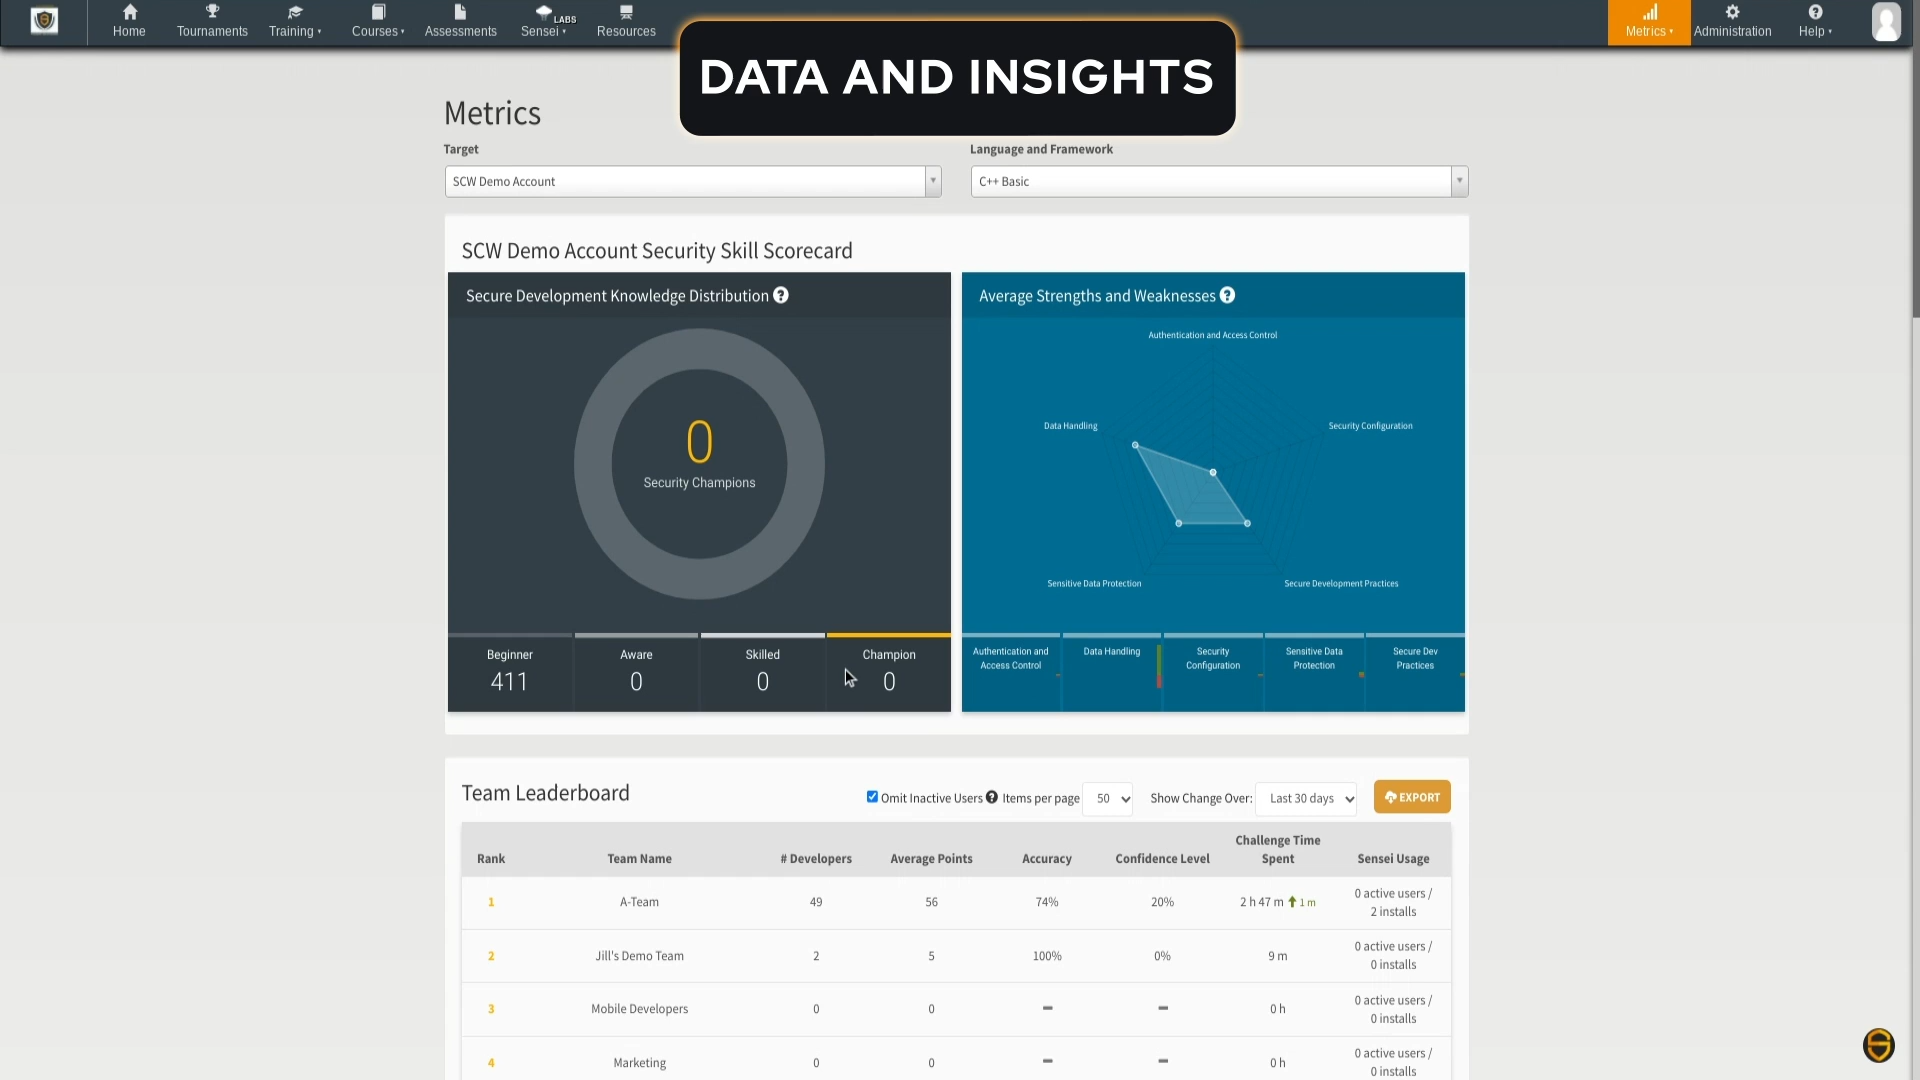 Home
Tournaments
Training
Courses
Assessments
LABS
Sensei
Resources
Metrics
Administration
Help
DATA AND INSIGHTS
Metrics
Target
Language and Framework
SCW Demo Account
C++ Basic
SCW Demo Account Security Skill Scorecard
Secure Development Knowledge Distribution ?
0
Security Champions
Beginner
411
Aware
0
Skilled
0
Champion
0
Average Strengths and Weaknesses ?
Authentication and Access Control
Data Handling
Security Configuration
Sensitive Data Protection
Secure Development Practices
Authentication and
Access Control
Data Handling
Security
Configuration
Sensitive Data
Protection
Secure Dev
Practices
Team Leaderboard
Omit Inactive Users ? Items per page 50
Show Change Over: Last 30 days
EXPORT
Rank
Team Name
# Developers
Average Points
Accuracy
Confidence Level
Challenge Time
Spent
Sensei Usage
1 A-Team 49 56 74% 20% 2 h 47 m 1 m 0 active users /
2 installs
2 Jill's Demo Team 2 5 100% 0% 9 m 0 active users /
0 installs
3 Mobile Developers 0 0 – – 0 h 0 active users /
0 installs
4 Marketing 0 0 – – 0 h 0 active users /
0 installs